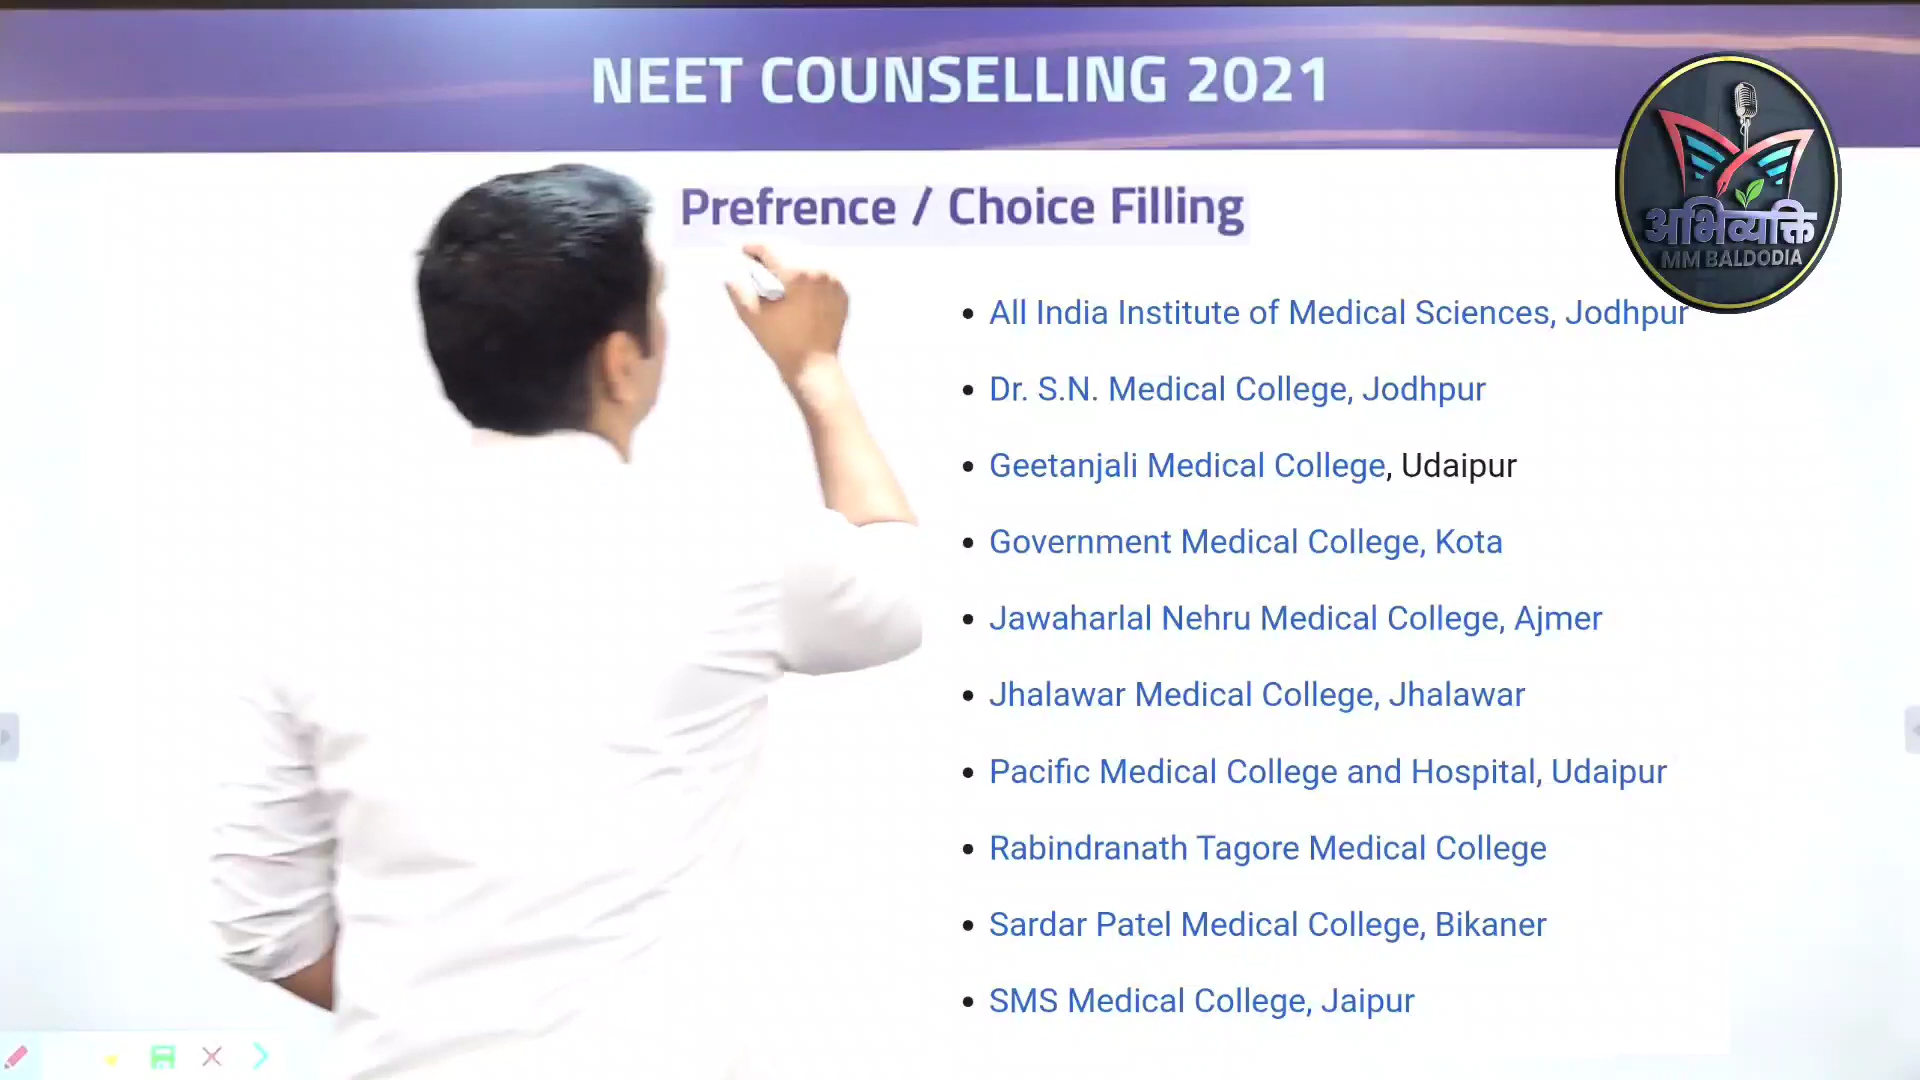 NEET COUNSELLING 2021
Prefrence / Choice Filling
अभिव्यक्ति
MM BALDODIA
All India Institute of Medical Sciences, Jodhpur
Dr. S.N. Medical College, Jodhpur
Geetanjali Medical College, Udaipur
Government Medical College, Kota
Jawaharlal Nehru Medical College, Ajmer
Jhalawar Medical College, Jhalawar
Pacific Medical College and Hospital, Udaipur
Rabindranath Tagore Medical College
Sardar Patel Medical College, Bikaner
SMS Medical College, Jaipur